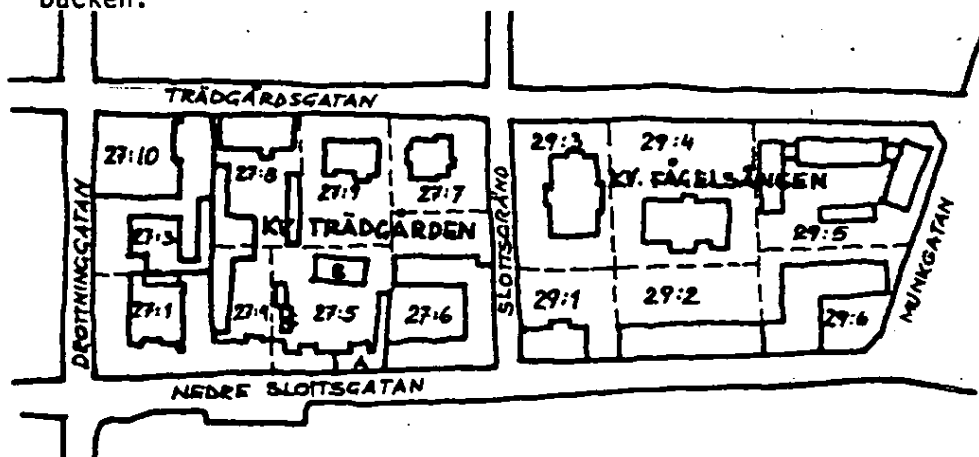 backen.
TRÄDGÅRDSGATAN
27:10
27:8
27:9
27:7
29:3
29:4
KV. FÅGELSÅNGEN
DROTTNINGGATAN
27:3
KV. TRÄDGÅRDEN
SLOTTSGRÄND
29:5
MUNKGATAN
27:1
27:4
B
27:5
27:6
29:1
29:2
29:6
A
NEDRE SLOTTSGATAN